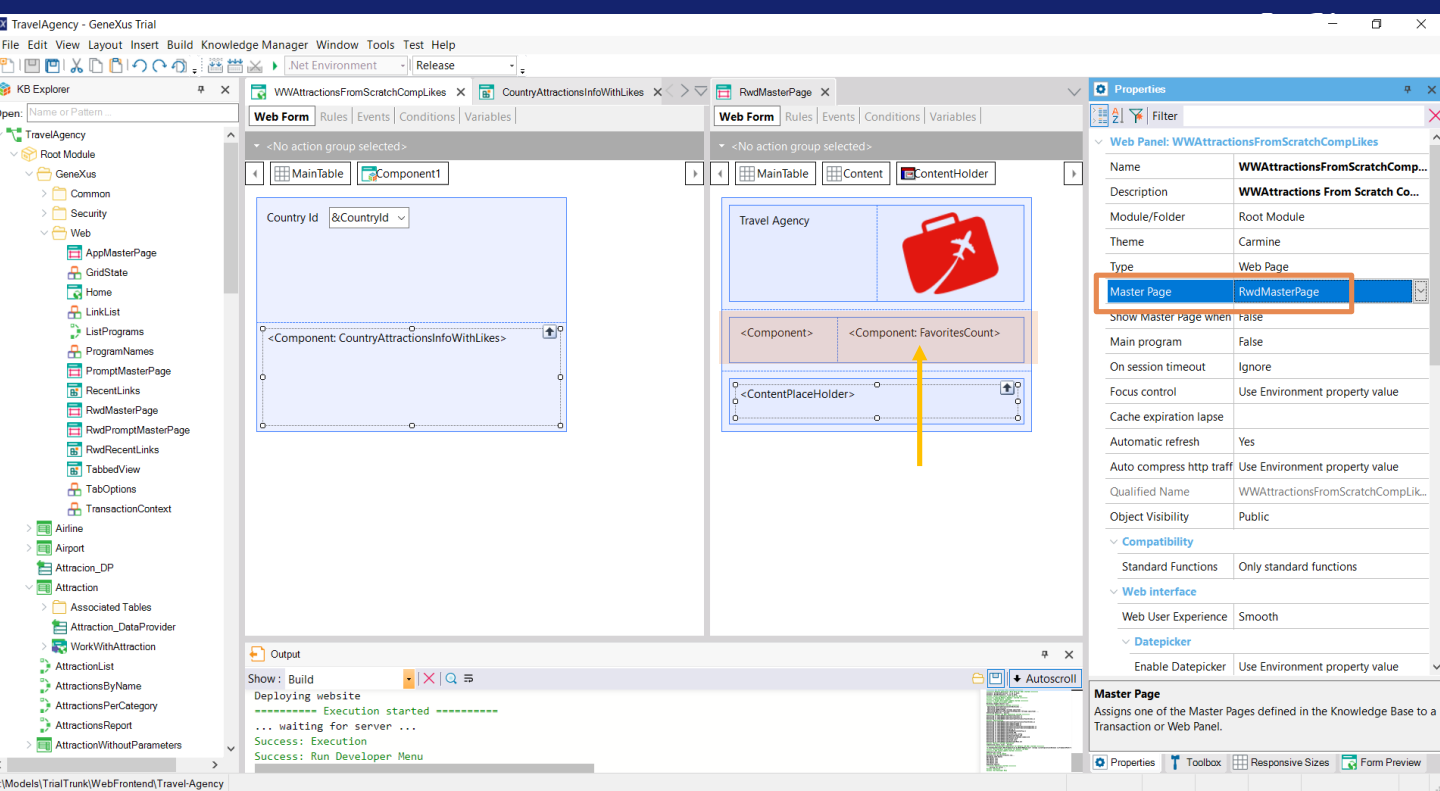 TravelAgency - GeneXus Trial
File Edit View Layout Insert Build Knowledge Manager Window Tools Test Help
.Net Environment Release
KB Explorer
Open: Name or Pattern...
TravelAgency
Root Module
GeneXus
Common
Security
Web
AppMasterPage
GridState
Home
LinkList
ListPrograms
ProgramNames
PromptMasterPage
RecentLinks
RwdMasterPage
RwdPromptMasterPage
RwdRecentLinks
TabbedView
TabOptions
TransactionContext
Airline
Airport
Attracion_DP
Attraction
Associated Tables
Attraction_DataProvider
WorkWithAttraction
AttractionList
AttractionsByName
AttractionsPerCategory
AttractionsReport
AttractionWithoutParameters
WWAttractionsFromScratchCompLikes CountryAttractionsInfoWithLikes
Web Form Rules Events Conditions Variables
<No action group selected>
MainTable Component1
Country Id &CountryId
<Component: CountryAttractionsInfoWithLikes>
RwdMasterPage
Web Form Rules Events Conditions Variables
<No action group selected>
MainTable Content ContentHolder
Travel Agency
<Component> <Component: FavoritesCount>
<ContentPlaceHolder>
Output
Show: Build Autoscroll
Deploying website
========== Execution started ==========
... waiting for server ...
Success: Execution
Success: Run Developer Menu
Properties
Filter
Web Panel: WWAttractionsFromScratchCompLikes
Name WWAttractionsFromScratchComp...
Description WWAttractions From Scratch Co...
Module/Folder Root Module
Theme Carmine
Type Web Page
Master Page RwdMasterPage
Show Master Page when False
Main program False
On session timeout Ignore
Focus control Use Environment property value
Cache expiration lapse
Automatic refresh Yes
Auto compress http traff Use Environment property value
Qualified Name WWAttractionsFromScratchCompLik...
Object Visibility Public
Compatibility
Standard Functions Only standard functions
Web interface
Web User Experience Smooth
Datepicker
Enable Datepicker Use Environment property value
Master Page
Assigns one of the Master Pages defined in the Knowledge Base to a
Transaction or Web Panel.
Properties Toolbox Responsive Sizes Form Preview
:\Models\TrialTrunk\WebFrontend\Travel-Agency